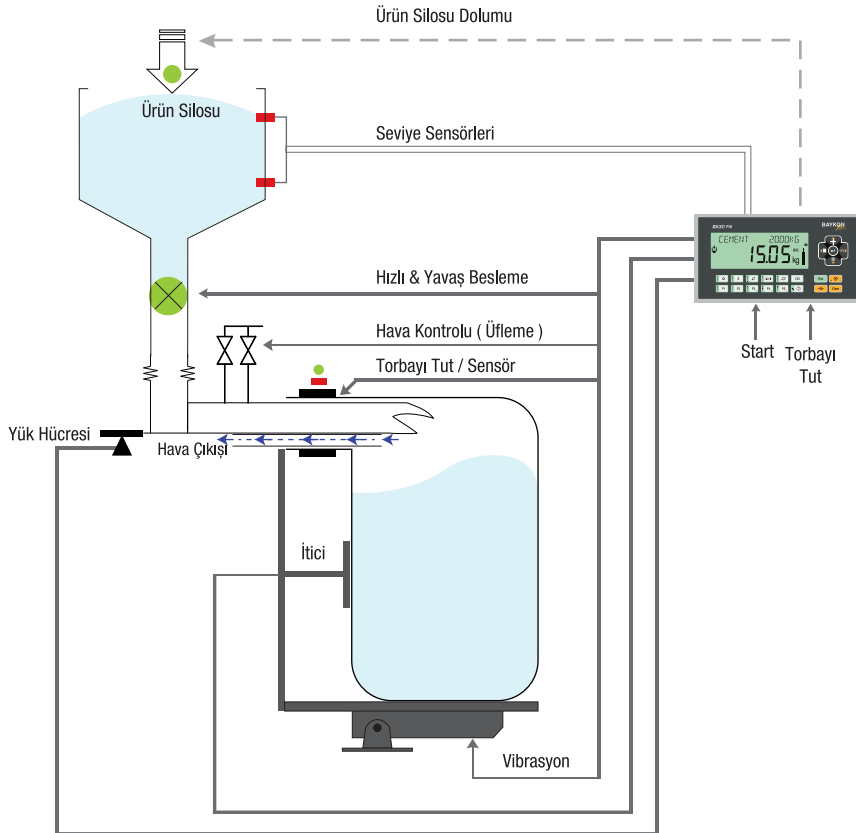 Ürün Silosu Dolumu
Ürün Silosu
Seviye Sensörleri
BAYKON
CEMENT 2000KG
15.05 kg
Hızlı & Yavaş Besleme
Hava Kontrolu ( Üfleme )
Start
Torbayı
Tut
Torbayı Tut / Sensör
Yük Hücresi
Hava Çıkışı
İtici
Vibrasyon